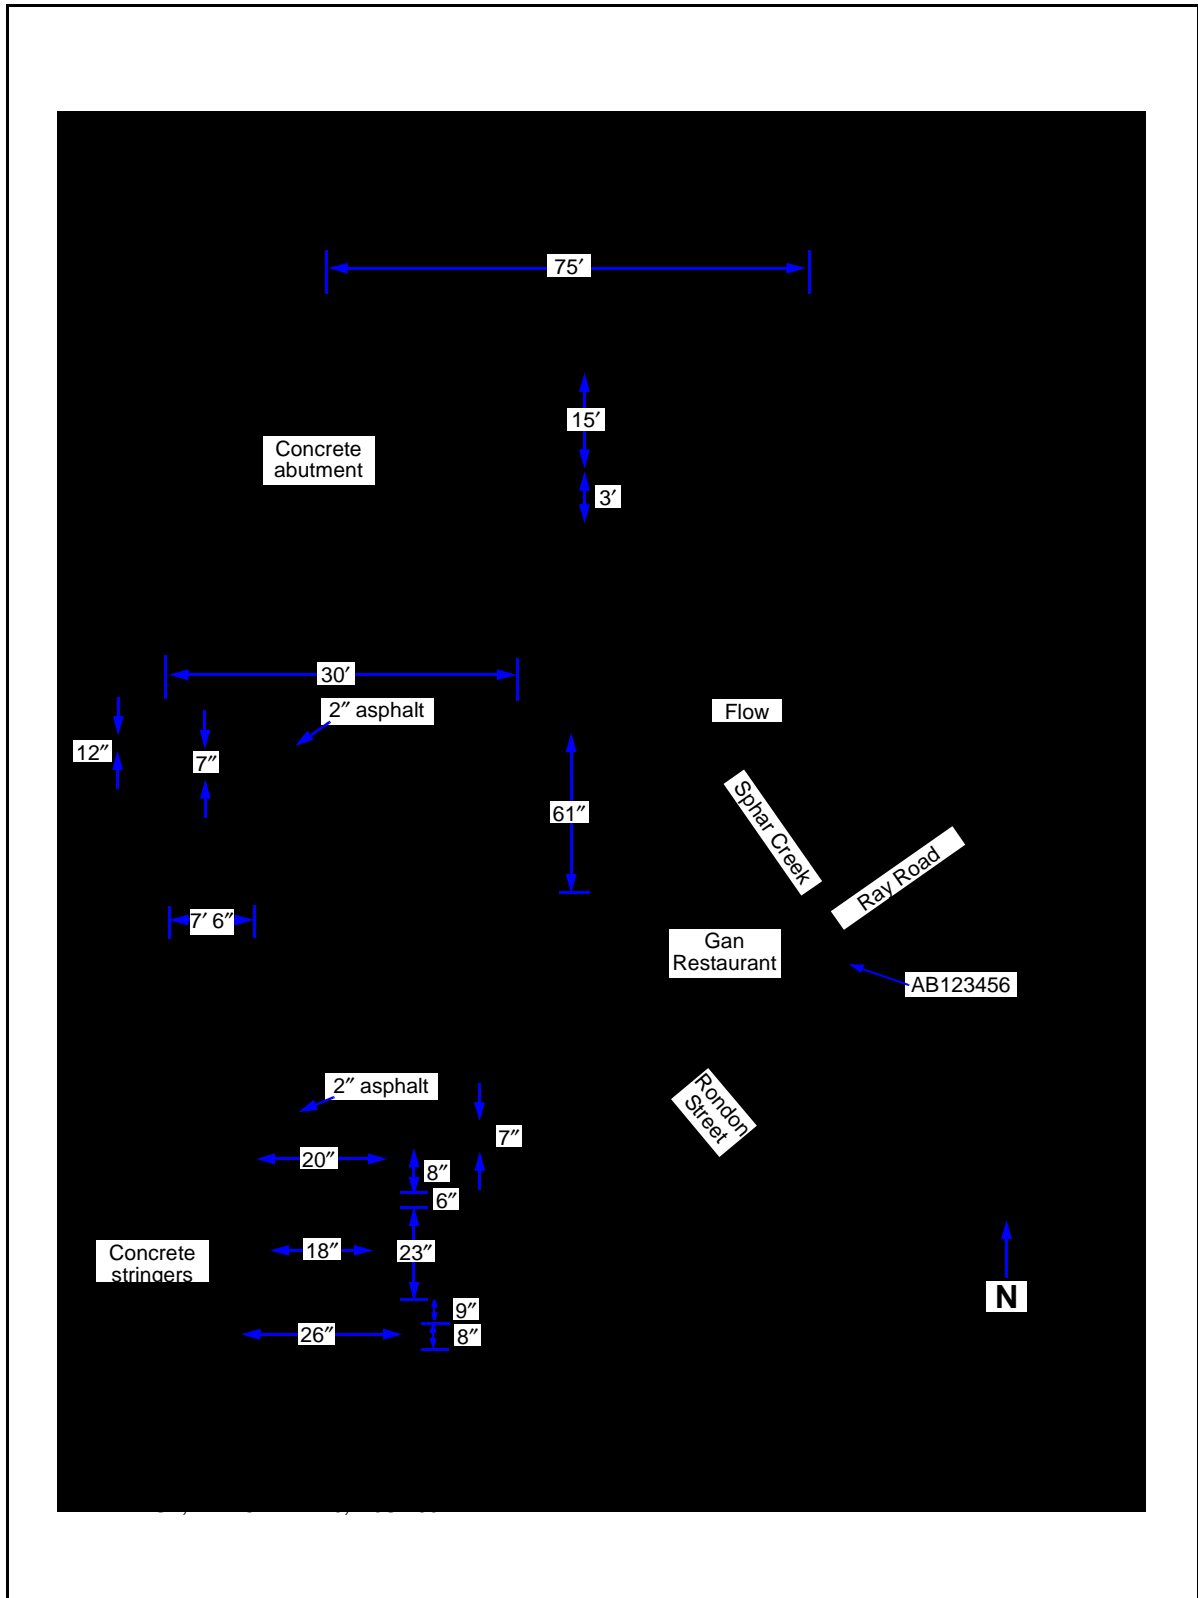 75′
15′
Concrete
abutment
3′
30′
2″ asphalt
Flow
12″
7″
61″
Sphar Creek
Ray Road
7′ 6″
Gan
Restaurant
AB123456
2″ asphalt
Rondon
Street
7″
20″
8″
6″
18″
23″
Concrete
stringers
N
9″
26″
8″